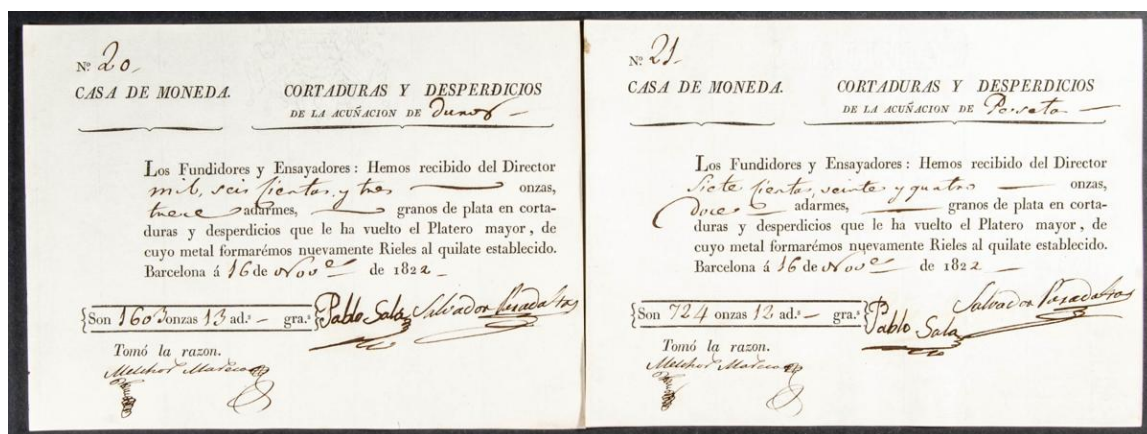 Nº 20
CASA DE MONEDA.
CORTADURAS Y DESPERDICIOS
DE LA ACUÑACION DE Duros
Los Fundidores y Ensayadores: Hemos recibido del Director
mil, seis cientas, y tres onzas,
trece adarmes, granos de plata en corta-
duras y desperdicios que le ha vuelto el Platero mayor, de
cuyo metal formarémos nuevamente Rieles al quilate establecido.
Barcelona á 16 de Novᵉ de 1822
Son 1603 onzas 13 ad.ˢ – gra.ˢ
Pablo Sala Salvador
Tomó la razon.
Melchor
Nº 21
CASA DE MONEDA.
CORTADURAS Y DESPERDICIOS
DE LA ACUÑACION DE Peseta
Los Fundidores y Ensayadores: Hemos recibido del Director
Siete cientas, veinte y quatro onzas,
Doce adarmes, granos de plata en corta-
duras y desperdicios que le ha vuelto el Platero mayor, de
cuyo metal formarémos nuevamente Rieles al quilate establecido.
Barcelona á 16 de Novᵉ de 1822
Son 724 onzas 12 ad.ˢ – gra.ˢ
Pablo Sala Salvador
Tomó la razon.
Melchor